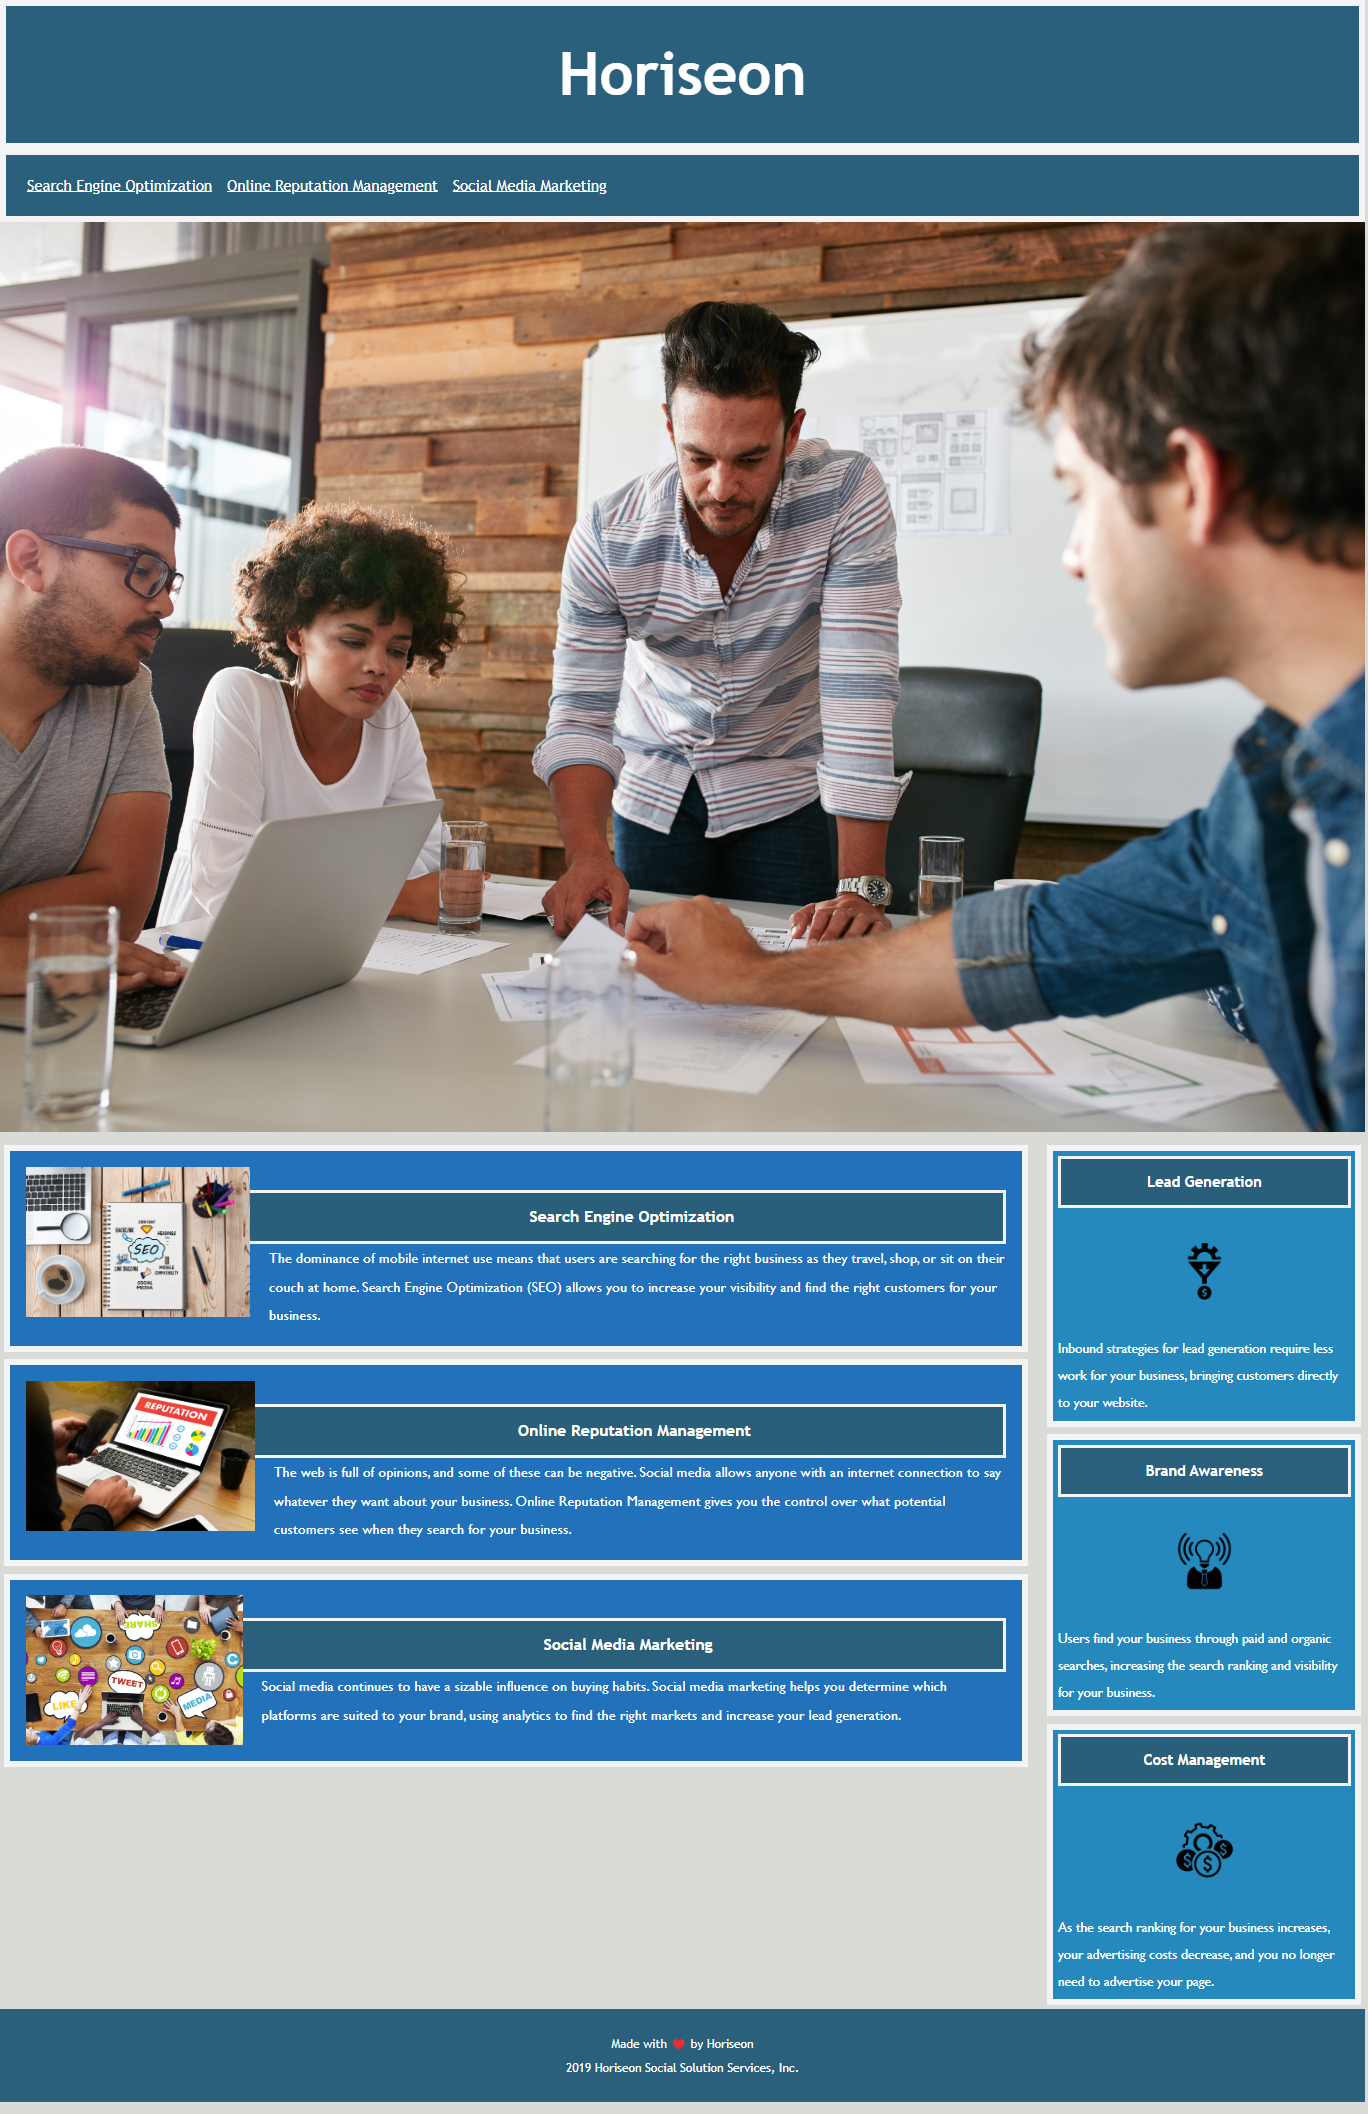 Horiseon
Search Engine Optimization Online Reputation Management Social Media Marketing
SEO
Search Engine Optimization
The dominance of mobile internet use means that users are searching for the right business as they travel, shop, or sit on their
couch at home. Search Engine Optimization (SEO) allows you to increase your visibility and find the right customers for your
business.
REPUTATION
Online Reputation Management
The web is full of opinions, and some of these can be negative. Social media allows anyone with an internet connection to say
whatever they want about your business. Online Reputation Management gives you the control over what potential
customers see when they search for your business.
SHARE
TWEET
LIKE
MEDIA
Social Media Marketing
Social media continues to have a sizable influence on buying habits. Social media marketing helps you determine which
platforms are suited to your brand, using analytics to find the right markets and increase your lead generation.
Lead Generation
Inbound strategies for lead generation require less
work for your business, bringing customers directly
to your website.
Brand Awareness
Users find your business through paid and organic
searches, increasing the search ranking and visibility
for your business.
Cost Management
As the search ranking for your business increases,
your advertising costs decrease, and you no longer
need to advertise your page.
Made with ❤️ by Horiseon
2019 Horiseon Social Solution Services, Inc.